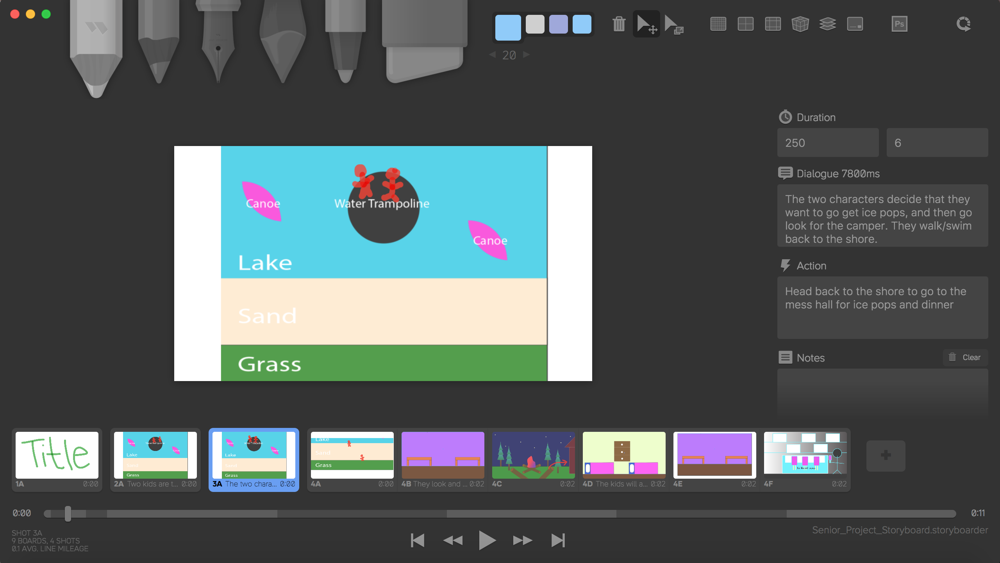 Ps
20
Duration
250
6
Dialogue 7800ms
The two characters decide that they
want to go get ice pops, and then go
look for the camper. They walk/swim
back to the shore.
Action
Head back to the shore to go to the
mess hall for ice pops and dinner
Notes
Clear
Canoe
Water Trampoline
Canoe
Lake
Sand
Grass
Title
1A 0:00
Canoe
Water Trampoline
Canoe
Lake
Sand
Grass
2A Two kids are t... 0:00
Canoe
Water Trampoline
Canoe
Lake
Sand
Grass
3A The two chara... 0:00
Lake
Sand
Grass
4A 0:00
4B They look and ... 0:02
4C 0:02
4D The kids will a... 0:02
4E 0:02
Box filled with ice pops
4F 0:02
0:00
0:11
SHOT 3A
9 BOARDS, 4 SHOTS
0.1 AVG. LINE MILEAGE
Senior_Project_Storyboard.storyboarder